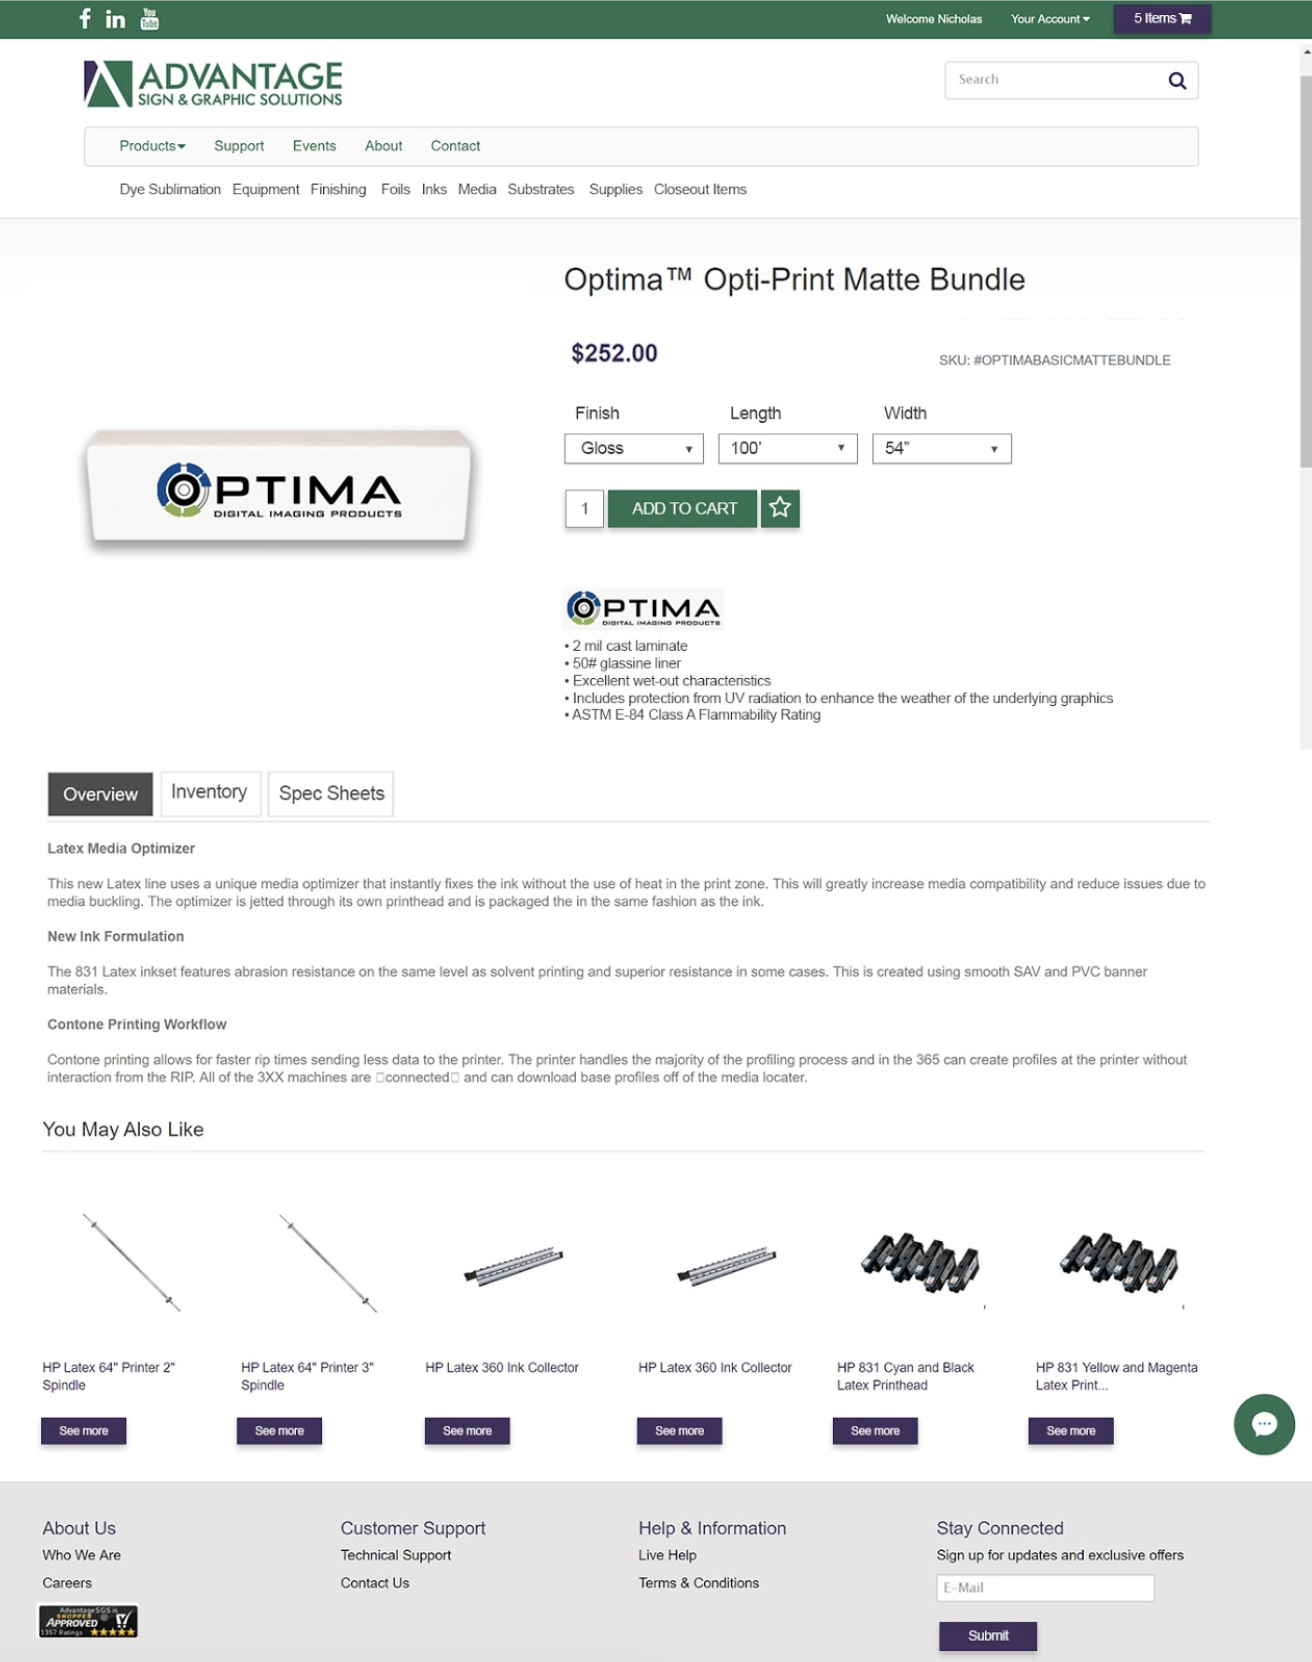 f in You Tube
Welcome Nicholas Your Account 5 Items
ADVANTAGE
SIGN & GRAPHIC SOLUTIONS
Search
Products Support Events About Contact
Dye Sublimation Equipment Finishing Foils Inks Media Substrates Supplies Closeout Items
Optima™ Opti-Print Matte Bundle
$252.00
SKU: #OPTIMABASICMATTEBUNDLE
Finish Length Width
Gloss 100’ 54”
1 ADD TO CART
OPTIMA
DIGITAL IMAGING PRODUCTS
OPTIMA
DIGITAL IMAGING PRODUCTS
• 2 mil cast laminate
• 50# glassine liner
• Excellent wet-out characteristics
• Includes protection from UV radiation to enhance the weather of the underlying graphics
• ASTM E-84 Class A Flammability Rating
Overview Inventory Spec Sheets
Latex Media Optimizer
This new Latex line uses a unique media optimizer that instantly fixes the ink without the use of heat in the print zone. This will greatly increase media compatibility and reduce issues due to
media buckling. The optimizer is jetted through its own printhead and is packaged the in the same fashion as the ink.
New Ink Formulation
The 831 Latex inkset features abrasion resistance on the same level as solvent printing and superior resistance in some cases. This is created using smooth SAV and PVC banner
materials.
Contone Printing Workflow
Contone printing allows for faster rip times sending less data to the printer. The printer handles the majority of the profiling process and in the 365 can create profiles at the printer without
interaction from the RIP. All of the 3XX machines are □connected□ and can download base profiles off of the media locater.
You May Also Like
HP Latex 64" Printer 2"
Spindle
See more
HP Latex 64" Printer 3"
Spindle
See more
HP Latex 360 Ink Collector
See more
HP Latex 360 Ink Collector
See more
HP 831 Cyan and Black
Latex Printhead
See more
HP 831 Yellow and Magenta
Latex Print...
See more
About Us
Who We Are
Careers
AdvantageSGS is
SHOPPER
APPROVED
1357 Ratings
Customer Support
Technical Support
Contact Us
Help & Information
Live Help
Terms & Conditions
Stay Connected
Sign up for updates and exclusive offers
E-Mail
Submit